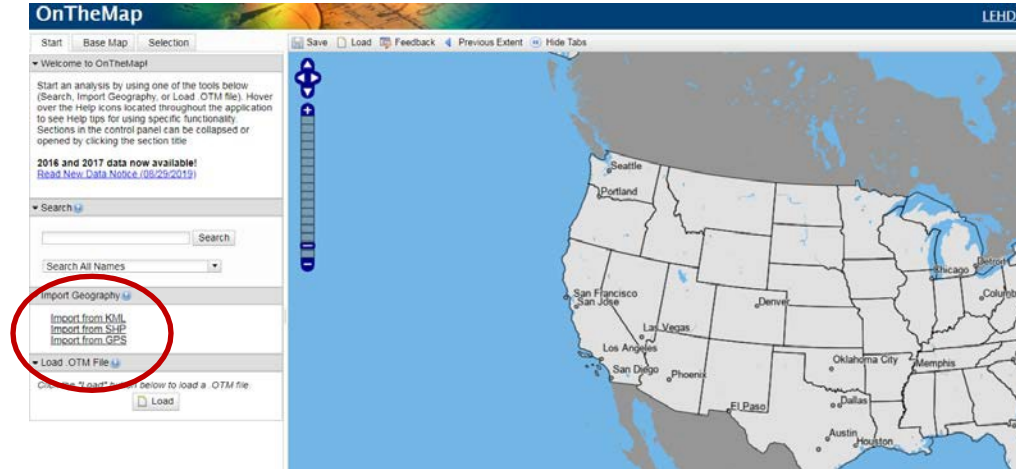 OnTheMap
LEHD
Start Base Map Selection
Save Load Feedback Previous Extent Hide Tabs
Welcome to OnTheMap!
Start an analysis by using one of the tools below
(Search, Import Geography, or Load .OTM file). Hover
over the Help icons located throughout the application
to see Help tips for using specific functionality.
Sections in the control panel can be collapsed or
opened by clicking the section title
2016 and 2017 data now available!
Read New Data Notice (08/29/2019)
Search
Search
Search All Names
Import Geography
Import from KML
Import from SHP
Import from GPS
Load .OTM File
Click the "Load" button below to load a .OTM file
Load
Seattle
Portland
San Francisco
San Jose
Las Vegas
Los Angeles
San Diego
Phoenix
Denver
El Paso
Oklahoma City
Memphis
Dallas
Austin
Houston
Chicago
Detroit
Columb